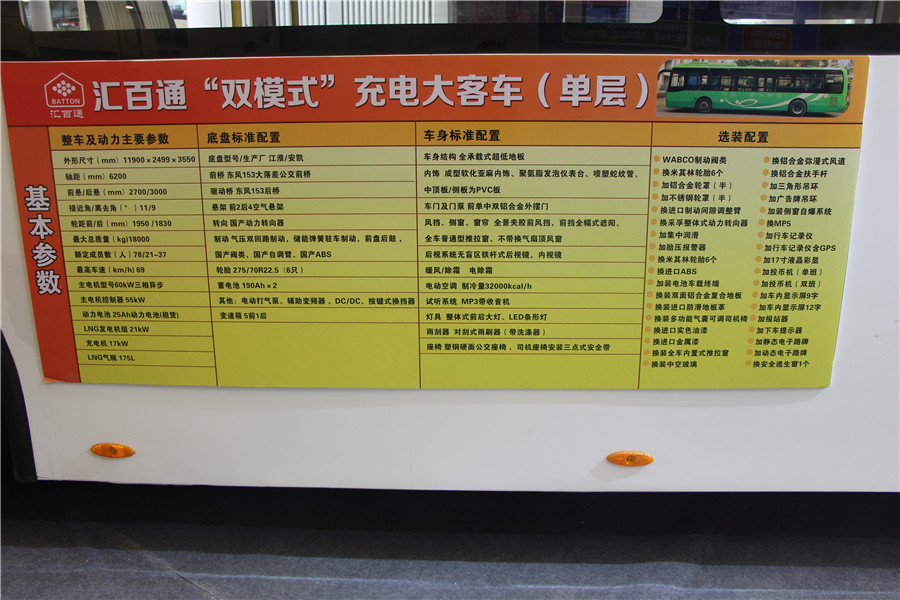 BATTON
汇百通
汇百通“双模式”充电大客车（单层）
基本参数
整车及动力主要参数
外形尺寸（mm）11900×2499×3550
轴距（mm）6200
前悬/后悬（mm）2700/3000
接近角/离去角（°）11/9
轮距前/后（mm）1950/1830
最大总质量（kg)18000
额定成员数（人）78/21~37
最高车速（km/h) 69
主电机型号60kW三相异步
主电机控制器 55kW
动力电池 25Ah动力电池(租赁)
LNG发电机组 21kW
充电机 17kW
LNG气瓶 175L
底盘标准配置
底盘型号/生产厂 江淮/安凯
前桥 东风153大落差公交前桥
驱动桥 东风153后桥
悬架 前2后4空气悬架
转向 国产动力转向器
制动 气压双回路制动，储能弹簧驻车制动，前盘后鼓，
国产阀类，国产自调臂、国产ABS
轮胎 275/70R22.5（6只）
蓄电池 190Ah×2
其他：电动打气泵、辅助变频器、DC/DC、按键式换挡器
变速箱 5前1后
车身标准配置
车身结构 全承载式超低地板
内饰 成型软化亚麻内饰、聚氨脂发泡仪表台、喷塑蛇纹管、
中顶板/侧板为PVC板
车门及门泵 前单中双铝合金外摆门
风挡、侧窗、窗帘 全景夹胶前风挡，前挡全幅式遮阳、
全车普通型推拉窗、不带换气扇顶风窗
后视系统无盲区铁杆式后视镜，内视镜
暖风/除霜 电除霜
电动空调 制冷量32000kcal/h
试听系统 MP3带收音机
灯具 整体式前后大灯、LED条形灯
雨刮器 对刮式雨刷器（带洗涤器）
座椅 塑钢硬面公交座椅，司机座椅安装三点式安全带
选装配置
WABCO制动阀类
换米其林轮胎6个
加铝合金轮罩（半）
加不锈钢轮罩（半）
换进口制动间隙调整臂
换采孚整体式动力转向器
加集中润滑
加胎压报警器
换米其林轮胎6个
换进口ABS
加装电池车载终端
加装双面铝合金复合地板
换装进口防滑地板革
换装多功能气囊可调司机椅
换进口实色油漆
换进口金属漆
换装全车内置式推拉窗
换装中空玻璃
换铝合金弥漫式风道
换铝合金扶手杆
加三角形吊环
加广告牌吊环
加装侧窗自爆系统
换MP5
加行车记录仪
加行车记录仪含GPS
加17寸液晶彩显
加投币机（单班）
加投币机（双班）
加车内显示屏9字
加车内显示屏12字
加报站器
加下车提示器
加静态电子路牌
加动态电子路牌
换安全逃生窗1个